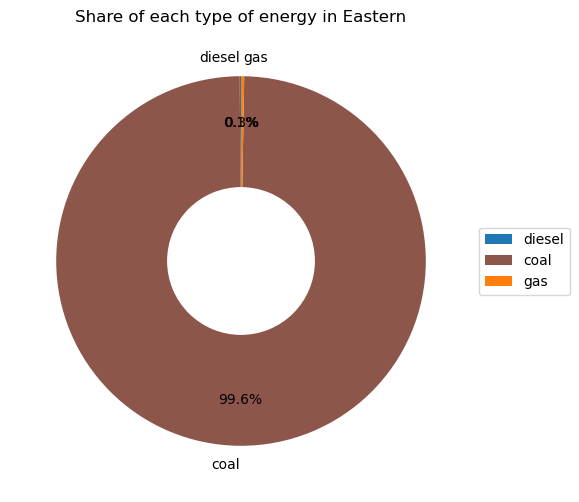 Share of each type of energy in Eastern
diesel gas
diesel
coal
gas
99.6%
coal